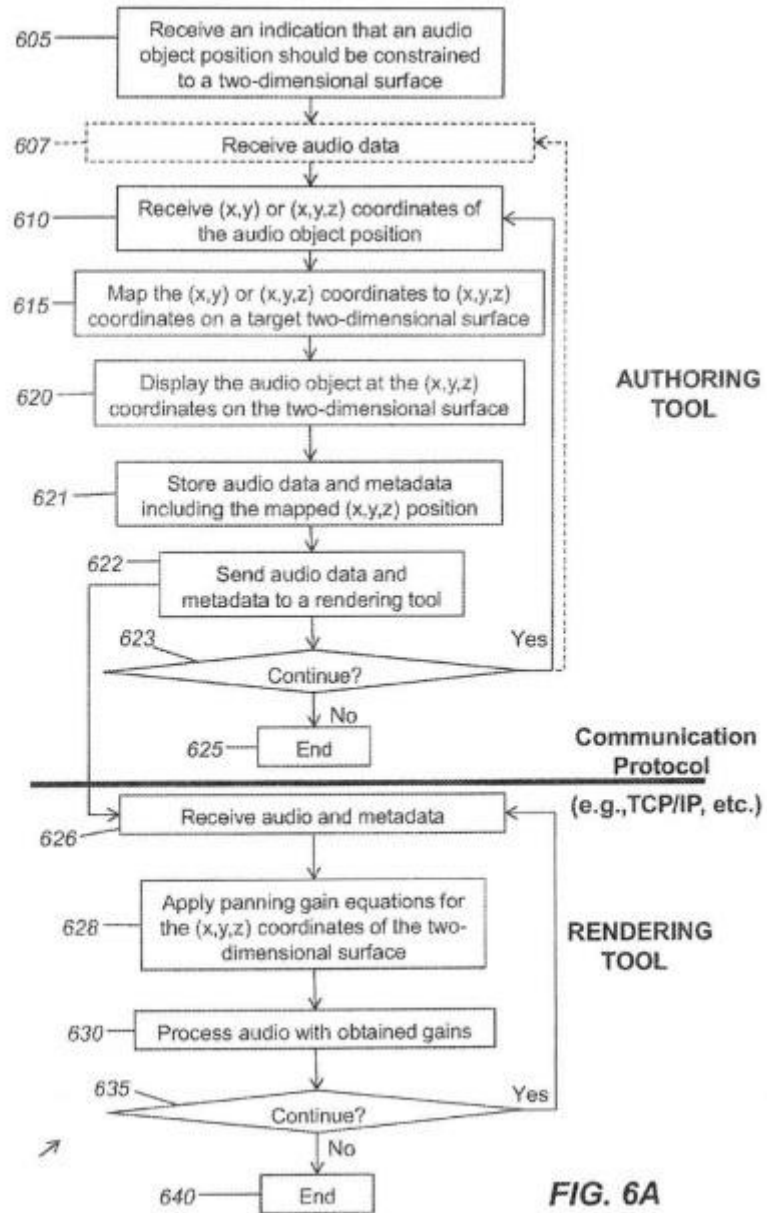 605
Receive an indication that an audio
object position should be constrained
to a two-dimensional surface
607
Receive audio data
610
Receive (x,y) or (x,y,z) coordinates of
the audio object position
615
Map the (x,y) or (x,y,z) coordinates to (x,y,z)
coordinates on a target two-dimensional surface
620
Display the audio object at the (x,y,z)
coordinates on the two-dimensional surface
AUTHORING
TOOL
621
Store audio data and metadata
including the mapped (x,y,z) position
622
Send audio data and
metadata to a rendering tool
623
Continue?
Yes
No
625
End
Communication
Protocol
(e.g.,TCP/IP, etc.)
626
Receive audio and metadata
628
Apply panning gain equations for
the (x,y,z) coordinates of the two-
dimensional surface
RENDERING
TOOL
630
Process audio with obtained gains
635
Continue?
Yes
No
640
End
FIG. 6A